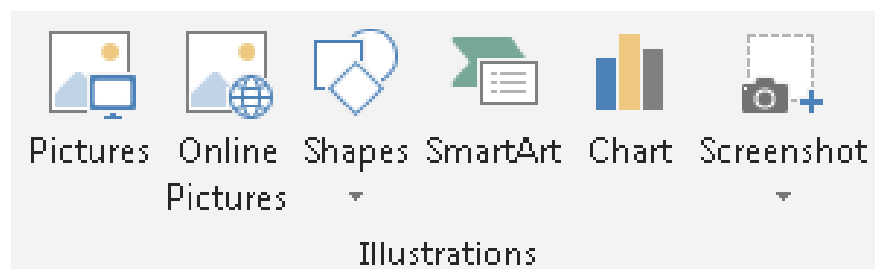 Pictures Online Shapes SmartArt Chart Screenshot
Pictures
Illustrations